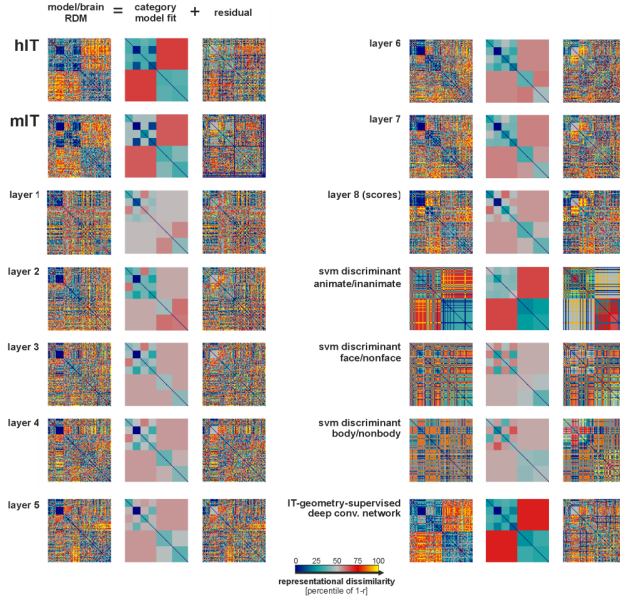 model/brain
RDM
=
category
model fit
+
residual
hIT
mIT
layer 1
layer 2
layer 3
layer 4
layer 5
layer 6
layer 7
layer 8 (scores)
svm discriminant
animate/inanimate
svm discriminant
face/nonface
svm discriminant
body/nonbody
IT-geometry-supervised
deep conv. network
0 25 50 75 100
representational dissimilarity
[percentile of 1-r]